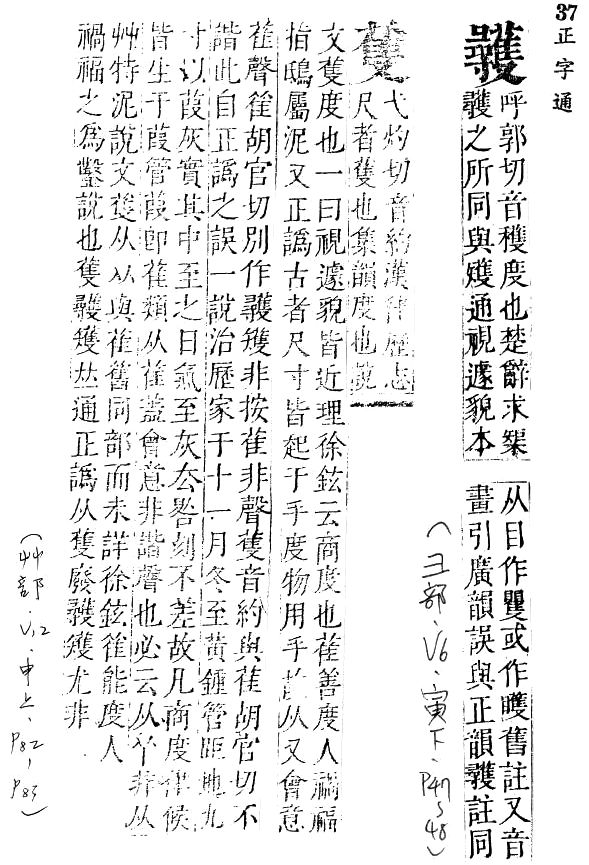 37 正字通
彠
呼郭切音穫度也楚辭求榘
彠之所同與矱通視遽貌本
从目作矍或作矆舊註又音
畫引廣韻誤與正韻彠註同
(彐部.V6.寅下.P47~48)
蒦
弋灼切音約漢律歷志
尺者蒦也集韻度也說
文蒦度也一曰視遽貌皆近理徐鉉云商度也萑善度人禍福
指鴟屬泥又正譌古者尺寸皆起于手度物用手故从又會意
萑聲萑胡官切別作彠矱非按萑非聲蒦音約與萑胡官切不
諧此自正譌之誤一說治歷家于十一月冬至黃鍾管距地九
寸以葭灰實其中至之日氣至灰去晷刻不差故凡商度律候
皆生于葭管葭卽萑類从萑蓋會意非諧聲也必云从𦫳非从
艸特泥說文蒦从與萑舊同部而未詳徐鉉萑能度人
禍福之爲鑿說也蒦彠矱𠀤通正譌从蒦廢彠矱尤非
(艸部.V12.申上.P82~P83)